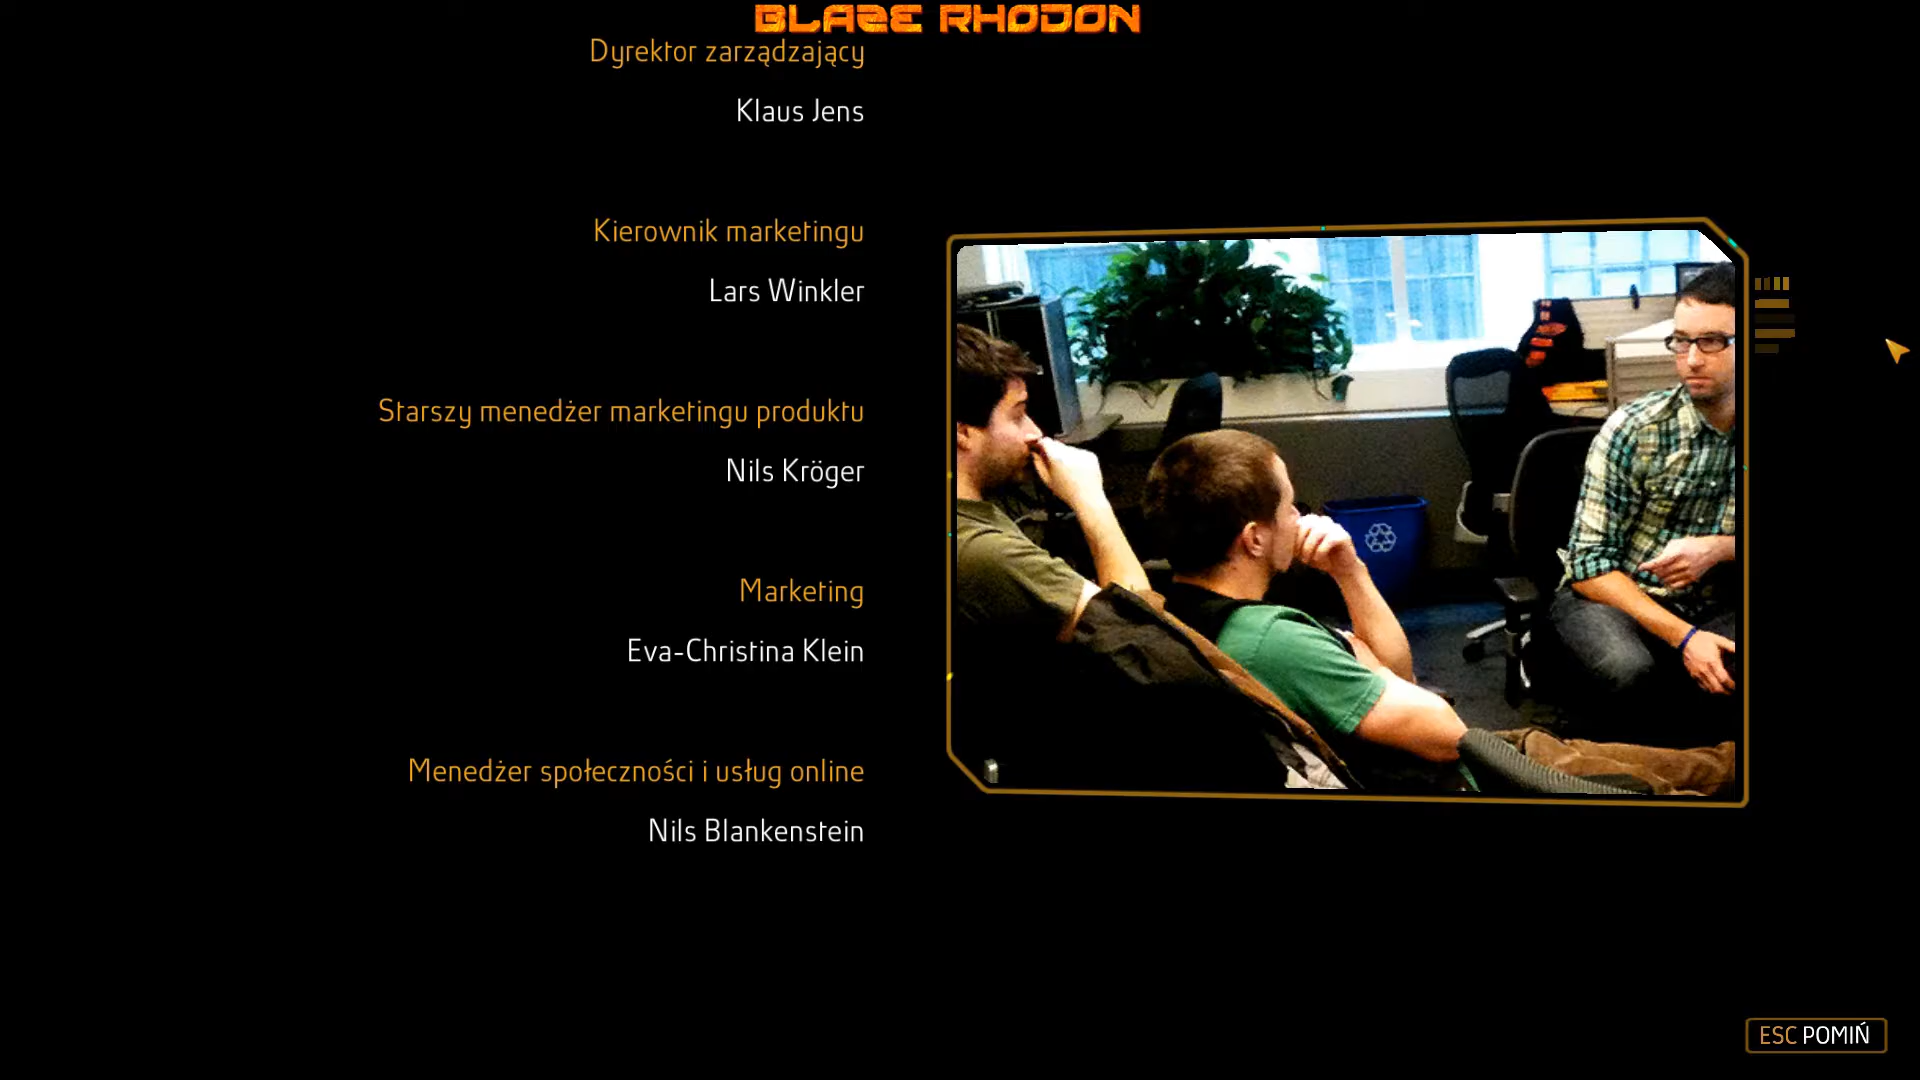 BLAZE RHODON
Dyrektor zarządzający
Klaus Jens
Kierownik marketingu
Lars Winkler
Starszy menedżer marketingu produktu
Nils Kröger
Marketing
Eva-Christina Klein
Menedżer społeczności i usług online
Nils Blankenstein
ESC POMIŃ